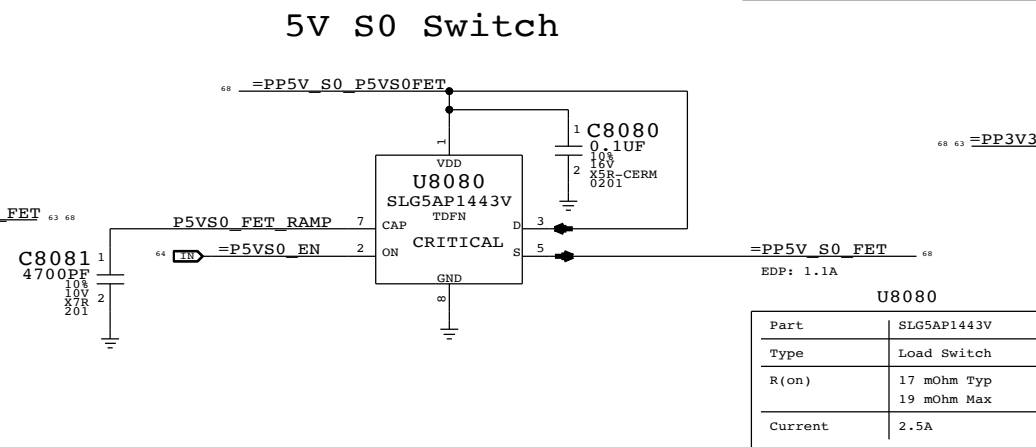 5V S0 Switch
68 =PP5V_S0_P5VS0FET
1
VDD
U8080
SLG5AP1443V
TDFN
CRITICAL
CAP
ON
D
S
GND
7
2
3
5
8
1 C8080
0.1UF
10%
16V
2 X5R-CERM
0201
68 63 =PP3V3
_FET 63 68
P5VS0_FET_RAMP
64 IN =P5VS0_EN
C8081 1
4700PF
10%
10V
X7R 2
201
=PP5V_S0_FET 68
EDP: 1.1A
U8080
Part SLG5AP1443V
Type Load Switch
R(on) 17 mOhm Typ
19 mOhm Max
Current 2.5A